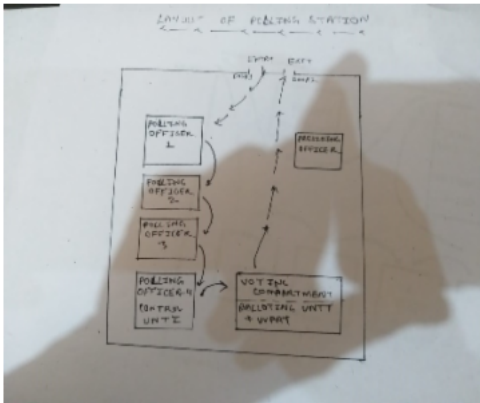 LAYOUT OF POLLING STATION
ENTRY EXIT
POLLING
OFFICER
1
PRESIDING
OFFICER
POLLING
OFFICER
2
POLLING
OFFICER
3
POLLING
OFFICER-4
CONTROL
UNIT
VOTING
COMPARTMENT
BALLOTING UNIT
+ VVPAT